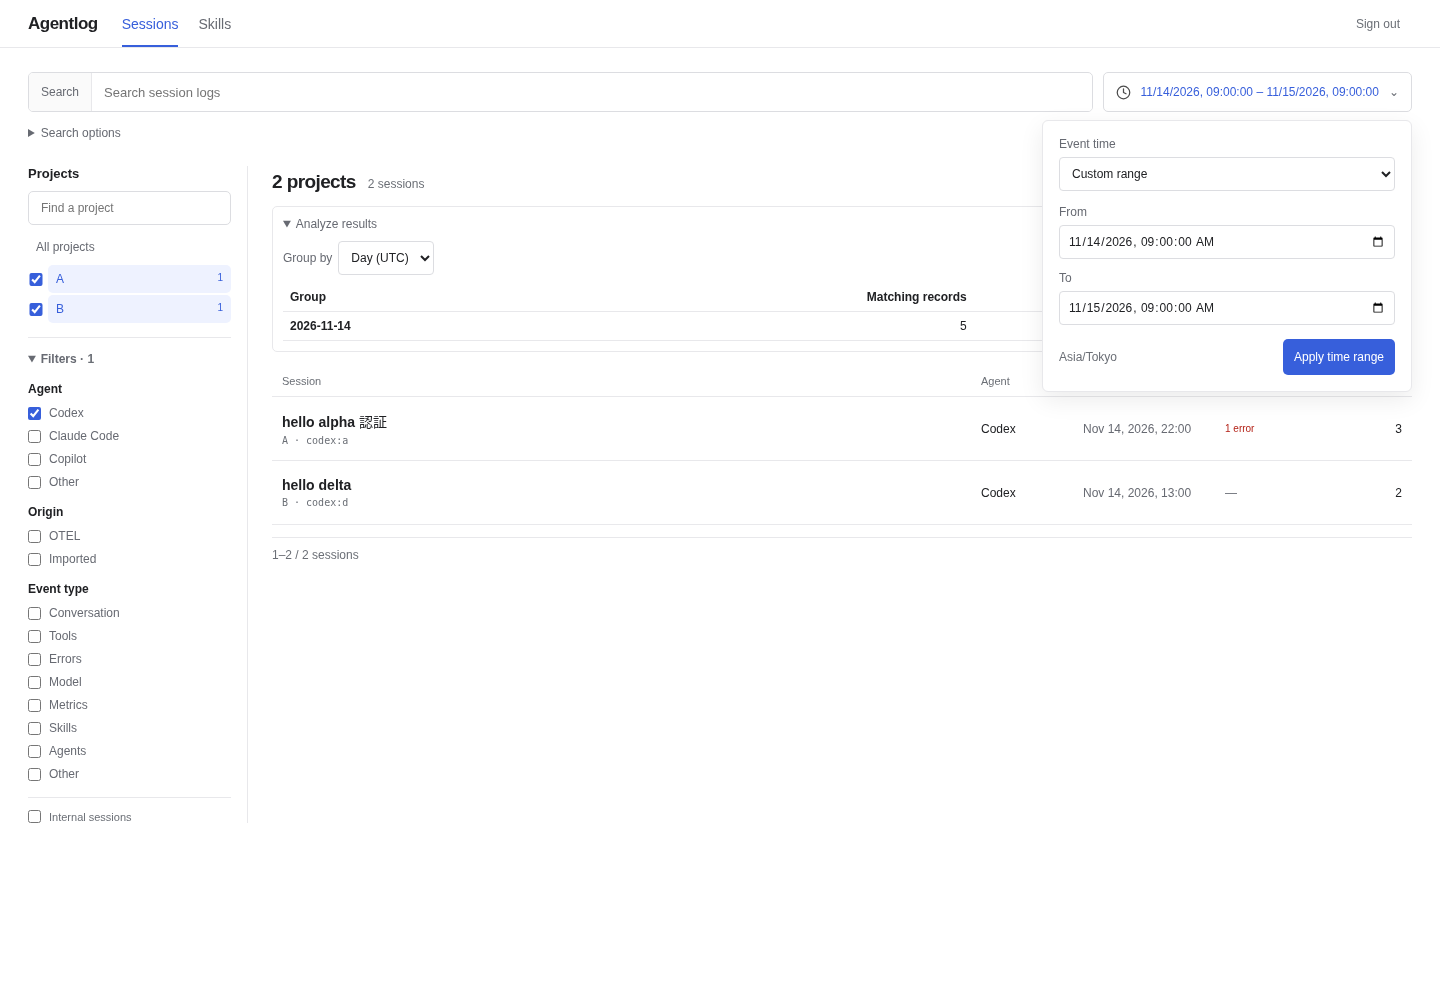 Agentlog Sessions Skills Sign out
Search Search session logs 11/14/2026, 09:00:00 – 11/15/2026, 09:00:00
Search options
Event time
Custom range
From
11/14/2026, 09:00:00 AM
To
11/15/2026, 09:00:00 AM
Asia/Tokyo Apply time range
Projects
Find a project
All projects
A 1
B 1
Filters · 1
Agent
Codex
Claude Code
Copilot
Other
Origin
OTEL
Imported
Event type
Conversation
Tools
Errors
Model
Metrics
Skills
Agents
Other
Internal sessions
2 projects 2 sessions
Analyze results
Group by Day (UTC)
Group Matching records
2026-11-14 5
Session Agent
hello alpha 認証
A · codex:a
Codex Nov 14, 2026, 22:00 1 error 3
hello delta
B · codex:d
Codex Nov 14, 2026, 13:00 — 2
1–2 / 2 sessions